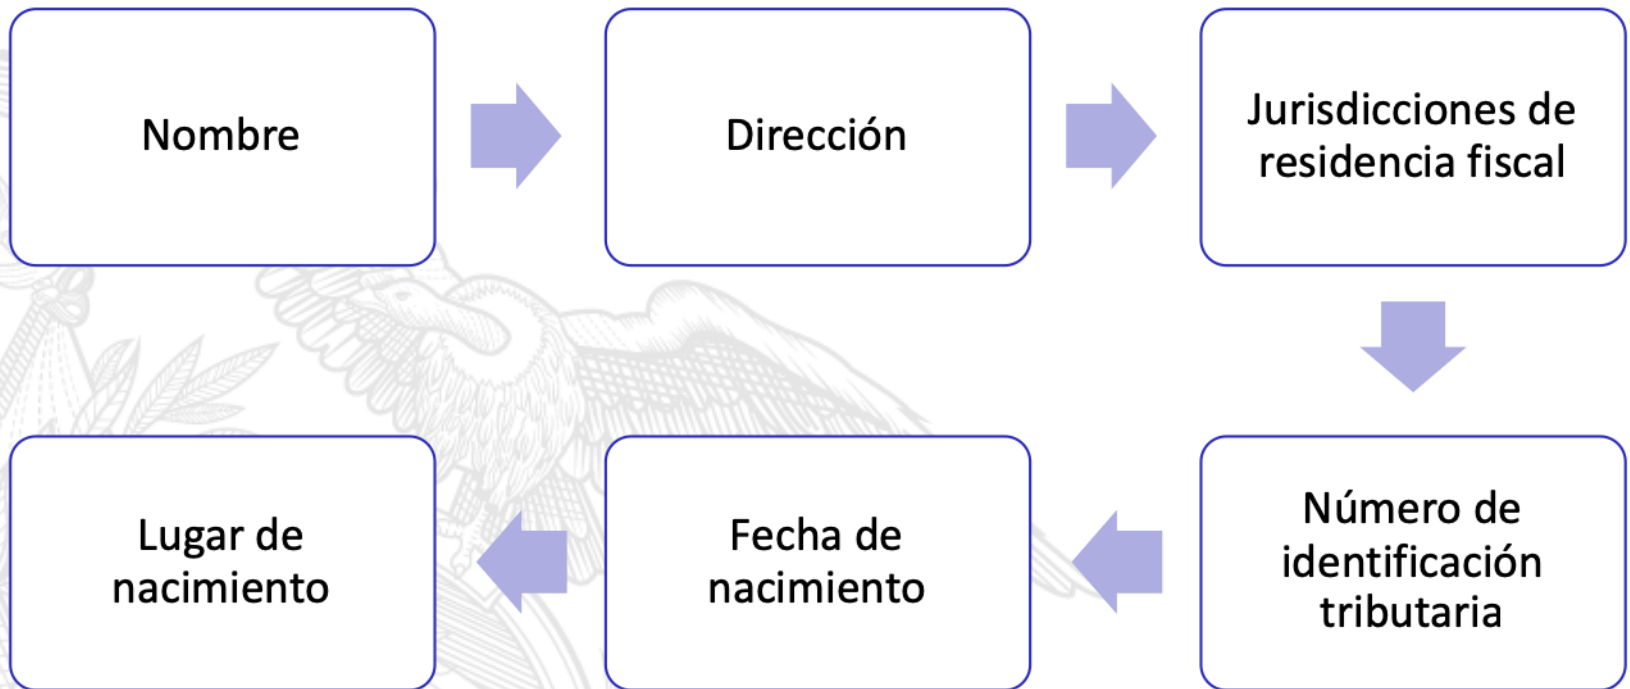 Nombre
Dirección
Jurisdicciones de
residencia fiscal
Número de
identificación
tributaria
Fecha de
nacimiento
Lugar de
nacimiento